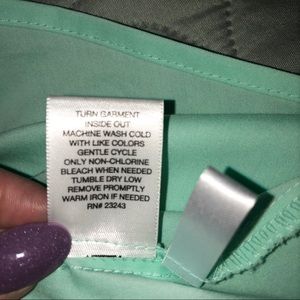 TURN GARMENT
INSIDE OUT
MACHINE WASH COLD
WITH LIKE COLORS
GENTLE CYCLE
ONLY NON-CHLORINE
BLEACH WHEN NEEDED
TUMBLE DRY LOW
REMOVE PROMPTLY
WARM IRON IF NEEDED
RN# 23243